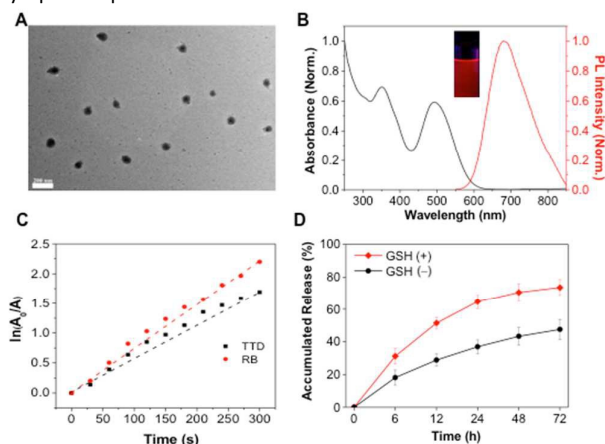 A
B
Absorbance (Norm.)
1.0
0.8
0.6
0.4
0.2
0.0
300 400 500 600 700 800
Wavelength (nm)
1.0
0.8
0.6
0.4
0.2
0.0
PL Intensity (Norm.)
C
ln(A₀/A)
2.5
2.0
1.5
1.0
0.5
0.0
TTD
RB
0 50 100 150 200 250 300
Time (s)
D
Accumulated Release (%)
100
80
60
40
20
0
GSH (+)
GSH (−)
0 6 12 24 48 72
Time (h)